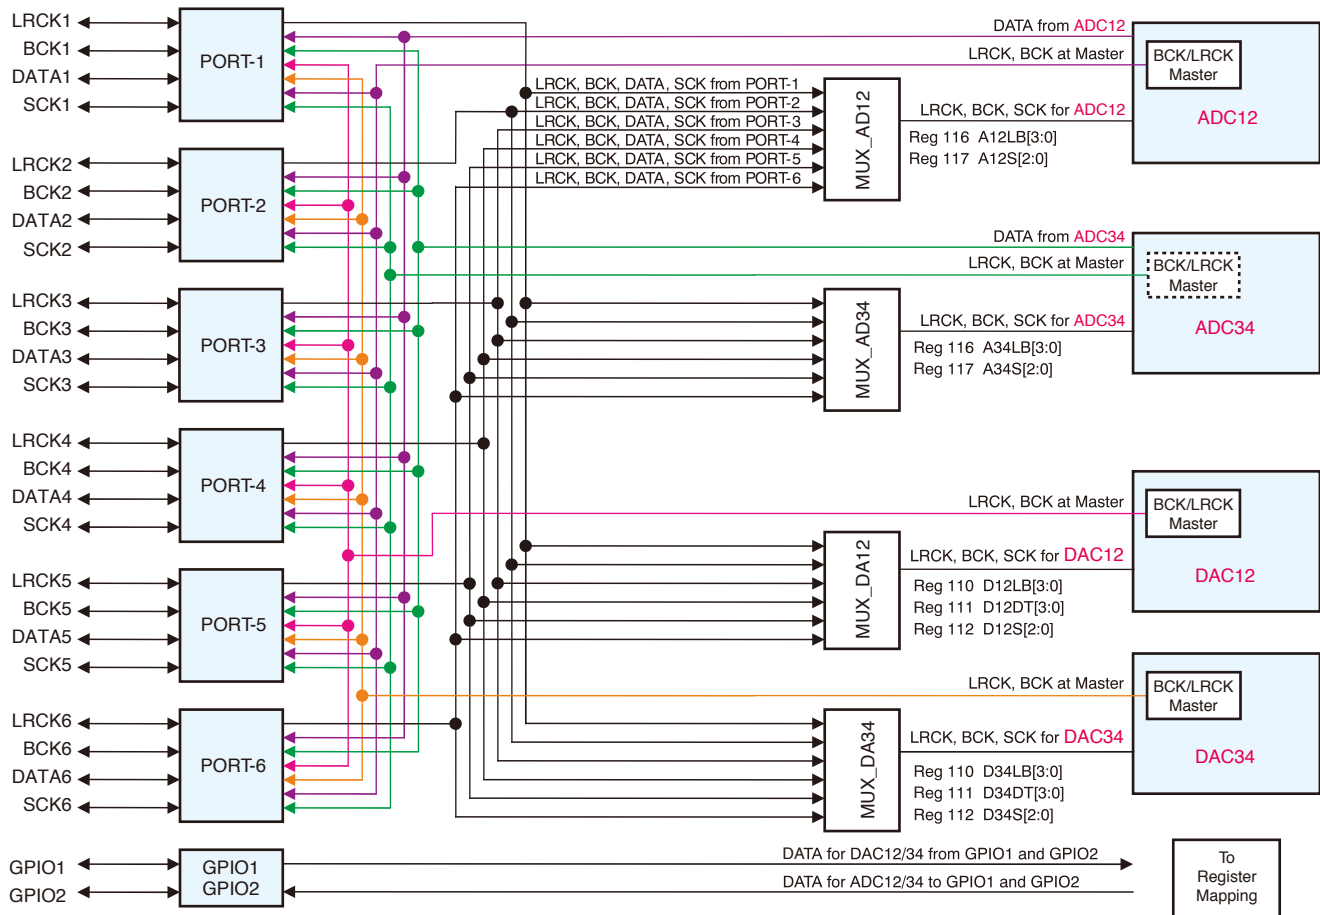 LRCK1
BCK1
DATA1
SCK1
PORT-1
LRCK2
BCK2
DATA2
SCK2
PORT-2
LRCK3
BCK3
DATA3
SCK3
PORT-3
LRCK4
BCK4
DATA4
SCK4
PORT-4
LRCK5
BCK5
DATA5
SCK5
PORT-5
LRCK6
BCK6
DATA6
SCK6
PORT-6
GPIO1
GPIO2
GPIO1
GPIO2
LRCK, BCK, DATA, SCK from PORT-1
LRCK, BCK, DATA, SCK from PORT-2
LRCK, BCK, DATA, SCK from PORT-3
LRCK, BCK, DATA, SCK from PORT-4
LRCK, BCK, DATA, SCK from PORT-5
LRCK, BCK, DATA, SCK from PORT-6
MUX_AD12
DATA from ADC12
LRCK, BCK at Master
LRCK, BCK, SCK for ADC12
Reg 116 A12LB[3:0]
Reg 117 A12S[2:0]
BCK/LRCK
Master
ADC12
MUX_AD34
DATA from ADC34
LRCK, BCK at Master
LRCK, BCK, SCK for ADC34
Reg 116 A34LB[3:0]
Reg 117 A34S[2:0]
BCK/LRCK
Master
ADC34
MUX_DA12
LRCK, BCK at Master
LRCK, BCK, SCK for DAC12
Reg 110 D12LB[3:0]
Reg 111 D12DT[3:0]
Reg 112 D12S[2:0]
BCK/LRCK
Master
DAC12
MUX_DA34
LRCK, BCK at Master
LRCK, BCK, SCK for DAC34
Reg 110 D34LB[3:0]
Reg 111 D34DT[3:0]
Reg 112 D34S[2:0]
BCK/LRCK
Master
DAC34
DATA for DAC12/34 from GPIO1 and GPIO2
DATA for ADC12/34 to GPIO1 and GPIO2
To
Register
Mapping